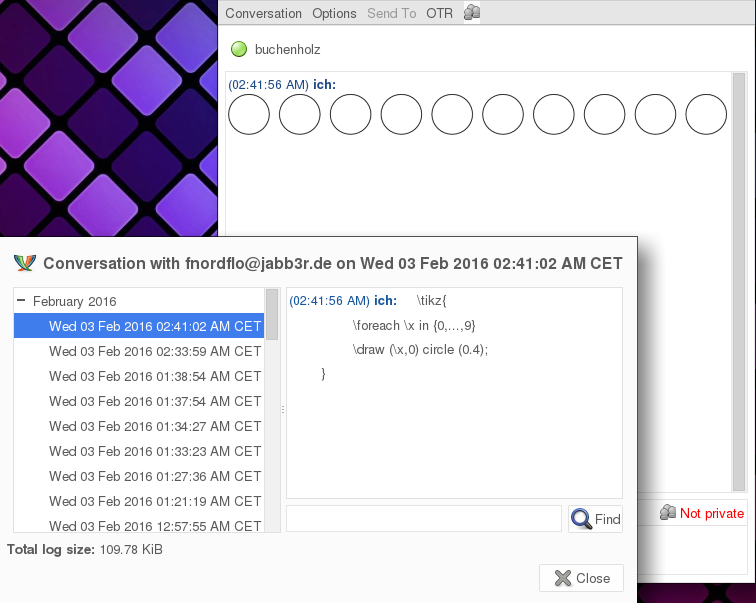 Conversation Options Send To OTR
buchenholz
(02:41:56 AM) ich:
Conversation with fnordflo@jabb3r.de on Wed 03 Feb 2016 02:41:02 AM CET
February 2016
Wed 03 Feb 2016 02:41:02 AM CET
Wed 03 Feb 2016 02:33:59 AM CET
Wed 03 Feb 2016 01:38:54 AM CET
Wed 03 Feb 2016 01:37:54 AM CET
Wed 03 Feb 2016 01:34:27 AM CET
Wed 03 Feb 2016 01:33:23 AM CET
Wed 03 Feb 2016 01:27:36 AM CET
Wed 03 Feb 2016 01:21:19 AM CET
Wed 03 Feb 2016 12:57:55 AM CET
(02:41:56 AM) ich: \tikz{
\foreach \x in {0,...,9}
\draw (\x,0) circle (0.4);
}
Find
Not private
Total log size: 109.78 KiB
Close